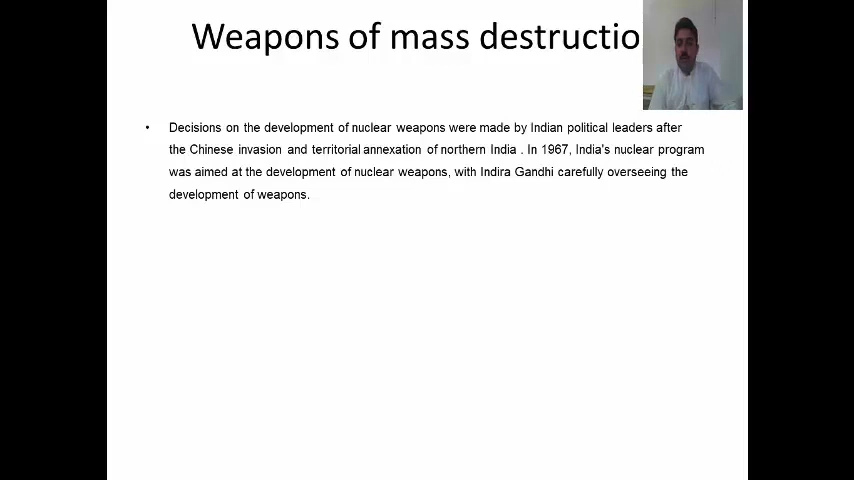 Weapons of mass destructio
• Decisions on the development of nuclear weapons were made by Indian political leaders after
the Chinese invasion and territorial annexation of northern India . In 1967, India's nuclear program
was aimed at the development of nuclear weapons, with Indira Gandhi carefully overseeing the
development of weapons.